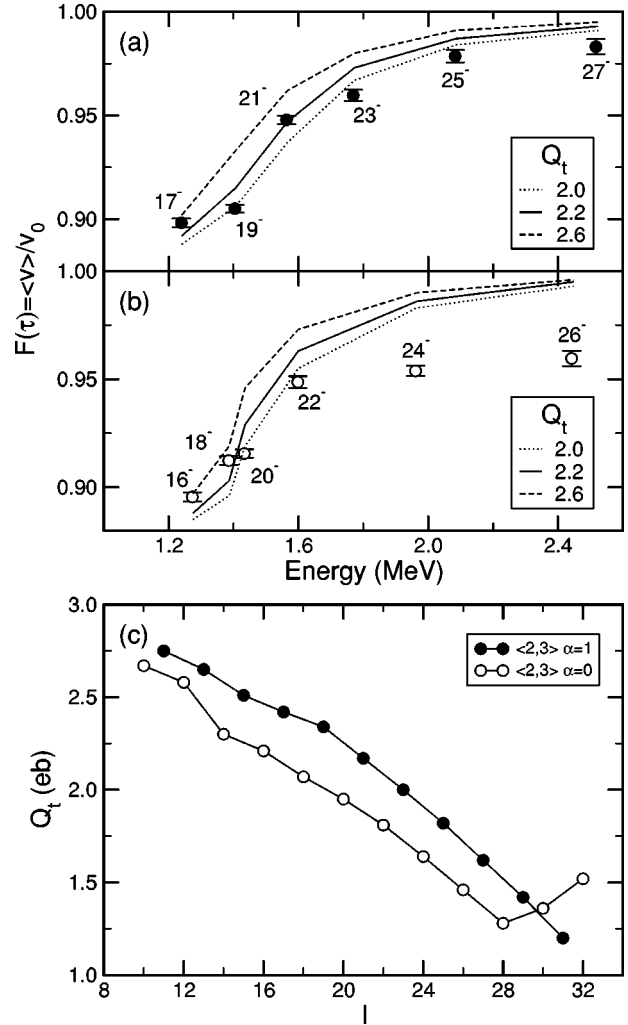 1.00
(a)
21⁻
25⁻
27⁻
0.95
23⁻
17⁻
0.90
19⁻
Qₜ
2.0
2.2
2.6
F(τ)=<v>/v₀
1.00
(b)
26⁻
24⁻
0.95
22⁻
18⁻
20⁻
16⁻
0.90
Qₜ
2.0
2.2
2.6
1.2 1.6 2.0 2.4
Energy (MeV)
3.0
(c)
<2,3> α=1
<2,3> α=0
2.5
2.0
1.5
1.0
Qₜ (eb)
8 12 16 20 24 28 32
I